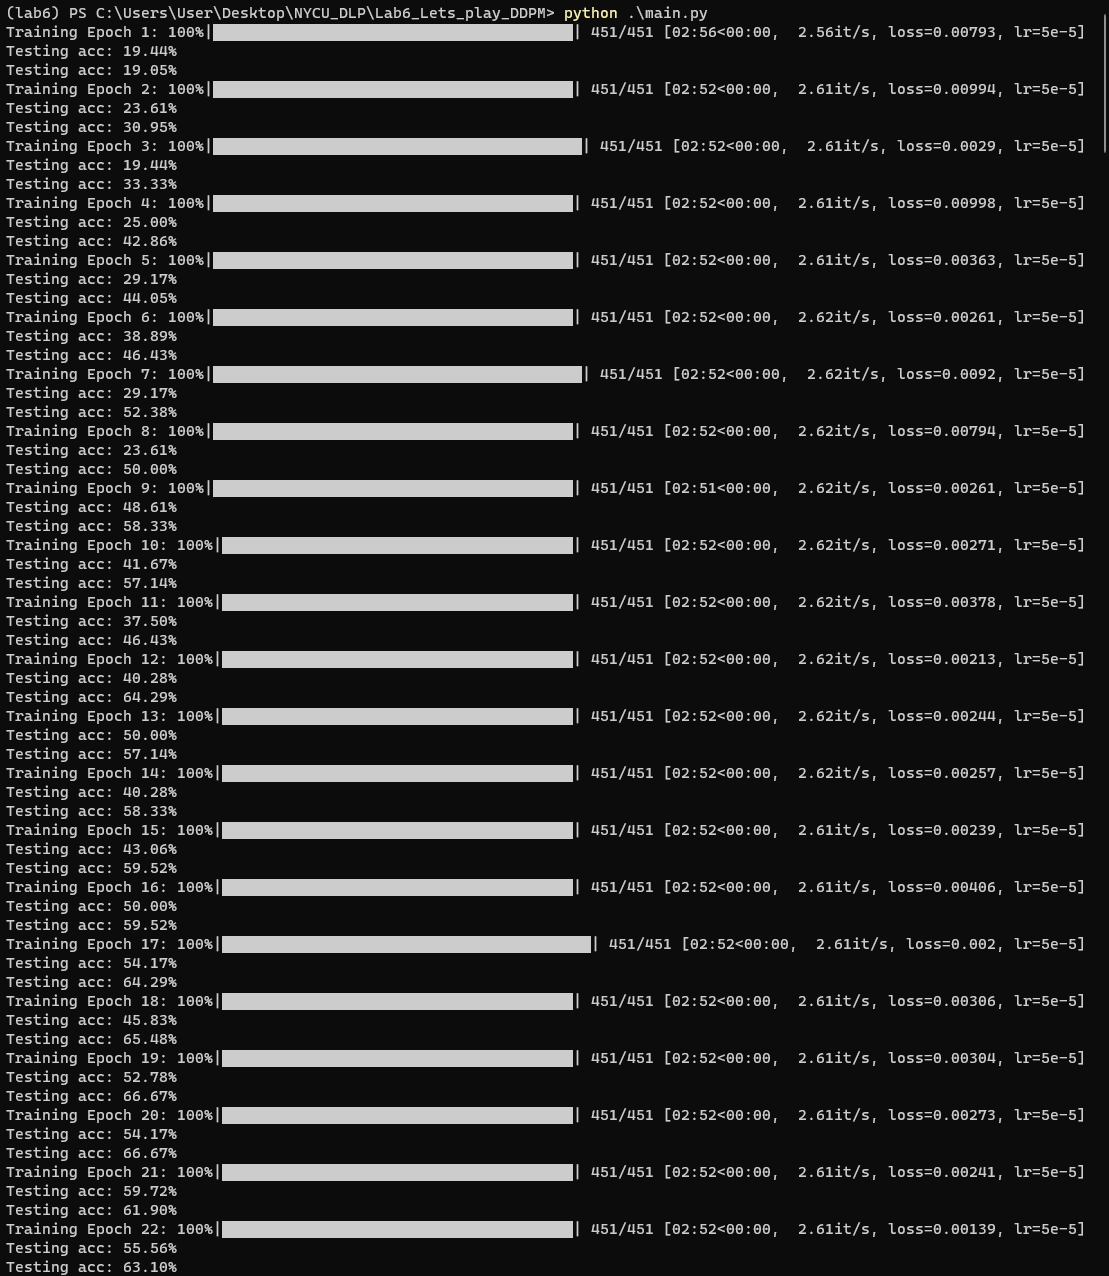 (lab6) PS C:\Users\User\Desktop\NYCU_DLP\Lab6_Lets_play_DDPM> python .\main.py
Training Epoch 1: 100%|| 451/451 [02:56<00:00,  2.56it/s, loss=0.00793, lr=5e-5]
Testing acc: 19.44%
Testing acc: 19.05%
Training Epoch 2: 100%|| 451/451 [02:52<00:00,  2.61it/s, loss=0.00994, lr=5e-5]
Testing acc: 23.61%
Testing acc: 30.95%
Training Epoch 3: 100%|| 451/451 [02:52<00:00,  2.61it/s, loss=0.0029, lr=5e-5]
Testing acc: 19.44%
Testing acc: 33.33%
Training Epoch 4: 100%|| 451/451 [02:52<00:00,  2.61it/s, loss=0.00998, lr=5e-5]
Testing acc: 25.00%
Testing acc: 42.86%
Training Epoch 5: 100%|| 451/451 [02:52<00:00,  2.61it/s, loss=0.00363, lr=5e-5]
Testing acc: 29.17%
Testing acc: 44.05%
Training Epoch 6: 100%|| 451/451 [02:52<00:00,  2.62it/s, loss=0.00261, lr=5e-5]
Testing acc: 38.89%
Testing acc: 46.43%
Training Epoch 7: 100%|| 451/451 [02:52<00:00,  2.62it/s, loss=0.0092, lr=5e-5]
Testing acc: 29.17%
Testing acc: 52.38%
Training Epoch 8: 100%|| 451/451 [02:52<00:00,  2.62it/s, loss=0.00794, lr=5e-5]
Testing acc: 23.61%
Testing acc: 50.00%
Training Epoch 9: 100%|| 451/451 [02:51<00:00,  2.62it/s, loss=0.00261, lr=5e-5]
Testing acc: 48.61%
Testing acc: 58.33%
Training Epoch 10: 100%|| 451/451 [02:52<00:00,  2.62it/s, loss=0.00271, lr=5e-5]
Testing acc: 41.67%
Testing acc: 57.14%
Training Epoch 11: 100%|| 451/451 [02:52<00:00,  2.62it/s, loss=0.00378, lr=5e-5]
Testing acc: 37.50%
Testing acc: 46.43%
Training Epoch 12: 100%|| 451/451 [02:52<00:00,  2.62it/s, loss=0.00213, lr=5e-5]
Testing acc: 40.28%
Testing acc: 64.29%
Training Epoch 13: 100%|| 451/451 [02:52<00:00,  2.62it/s, loss=0.00244, lr=5e-5]
Testing acc: 50.00%
Testing acc: 57.14%
Training Epoch 14: 100%|| 451/451 [02:52<00:00,  2.62it/s, loss=0.00257, lr=5e-5]
Testing acc: 40.28%
Testing acc: 58.33%
Training Epoch 15: 100%|| 451/451 [02:52<00:00,  2.61it/s, loss=0.00239, lr=5e-5]
Testing acc: 43.06%
Testing acc: 59.52%
Training Epoch 16: 100%|| 451/451 [02:52<00:00,  2.61it/s, loss=0.00406, lr=5e-5]
Testing acc: 50.00%
Testing acc: 59.52%
Training Epoch 17: 100%|| 451/451 [02:52<00:00,  2.61it/s, loss=0.002, lr=5e-5]
Testing acc: 54.17%
Testing acc: 64.29%
Training Epoch 18: 100%|| 451/451 [02:52<00:00,  2.61it/s, loss=0.00306, lr=5e-5]
Testing acc: 45.83%
Testing acc: 65.48%
Training Epoch 19: 100%|| 451/451 [02:52<00:00,  2.61it/s, loss=0.00304, lr=5e-5]
Testing acc: 52.78%
Testing acc: 66.67%
Training Epoch 20: 100%|| 451/451 [02:52<00:00,  2.61it/s, loss=0.00273, lr=5e-5]
Testing acc: 54.17%
Testing acc: 66.67%
Training Epoch 21: 100%|| 451/451 [02:52<00:00,  2.61it/s, loss=0.00241, lr=5e-5]
Testing acc: 59.72%
Testing acc: 61.90%
Training Epoch 22: 100%|| 451/451 [02:52<00:00,  2.61it/s, loss=0.00139, lr=5e-5]
Testing acc: 55.56%
Testing acc: 63.10%